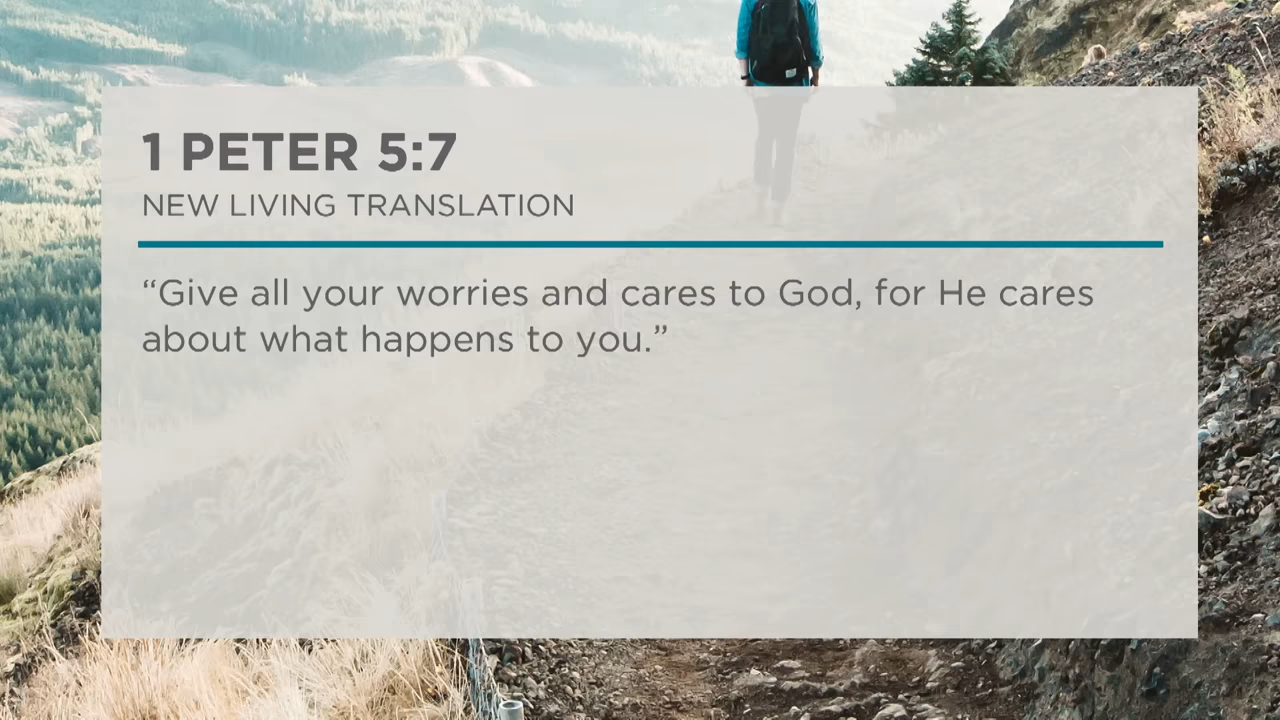 1 PETER 5:7
NEW LIVING TRANSLATION
“Give all your worries and cares to God, for He cares
about what happens to you.”